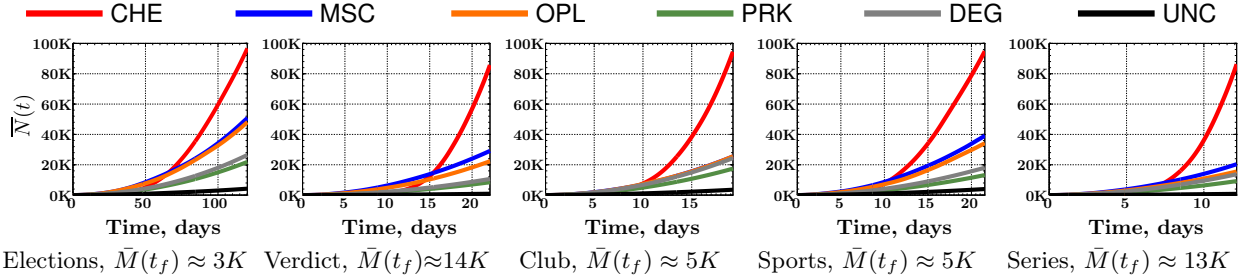 CHE MSC OPL PRK DEG UNC
N̅(t)
100K 80K 60K 40K 20K 0K
0 50 100
Time, days
Elections, M̄(t_f) ≈ 3K
100K 80K 60K 40K 20K 0K
0 5 10 15 20
Time, days
Verdict, M̄(t_f)≈14K
100K 80K 60K 40K 20K 0K
0 5 10 15
Time, days
Club, M̄(t_f) ≈ 5K
100K 80K 60K 40K 20K 0K
0 5 10 15 20
Time, days
Sports, M̄(t_f) ≈ 5K
100K 80K 60K 40K 20K 0K
0 5 10
Time, days
Series, M̄(t_f) ≈ 13K